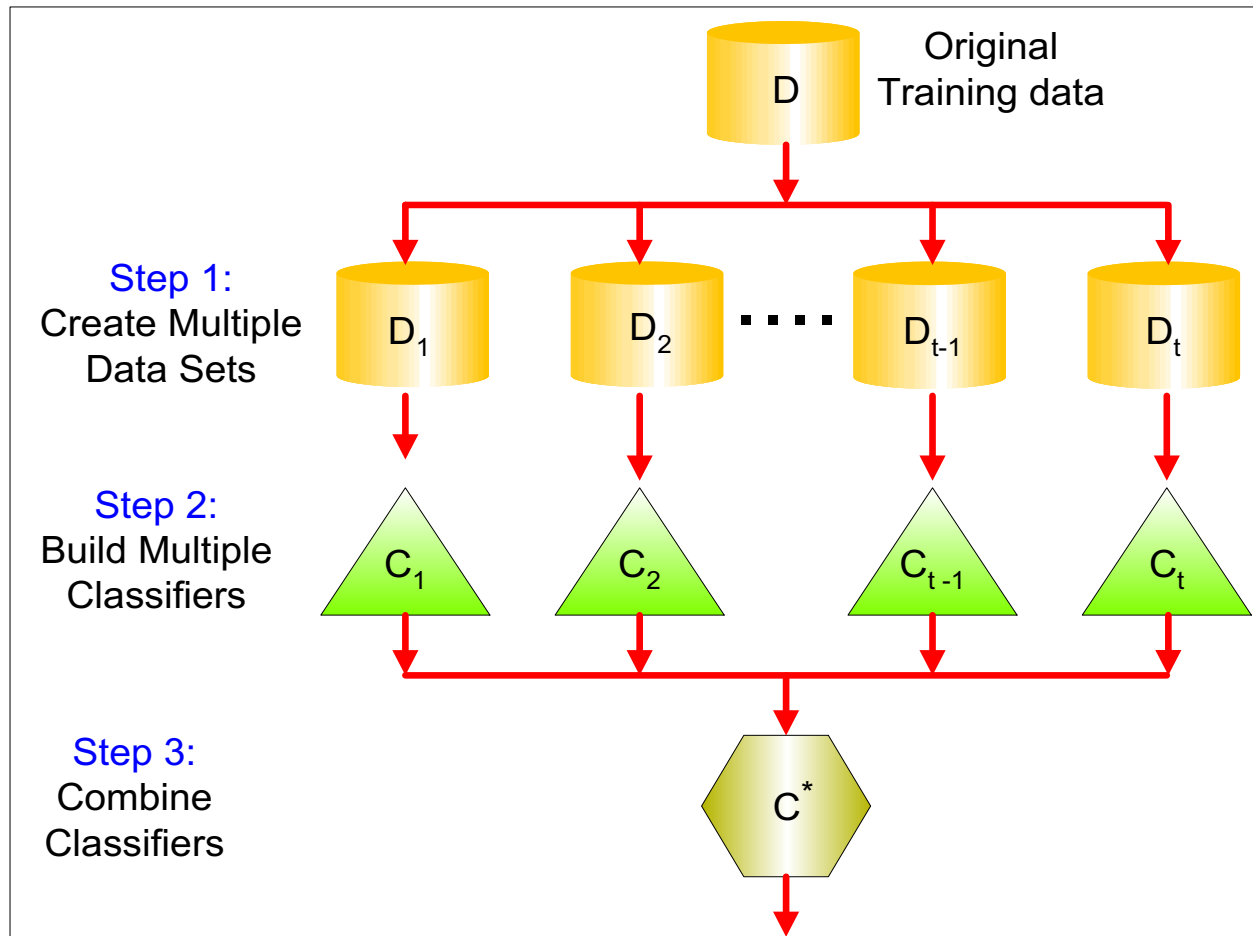 Original
Training data
D
Step 1:
Create Multiple
Data Sets
D₁
D₂
.....
Dₜ₋₁
Dₜ
Step 2:
Build Multiple
Classifiers
C₁
C₂
Cₜ ₋₁
Cₜ
Step 3:
Combine
Classifiers
C*